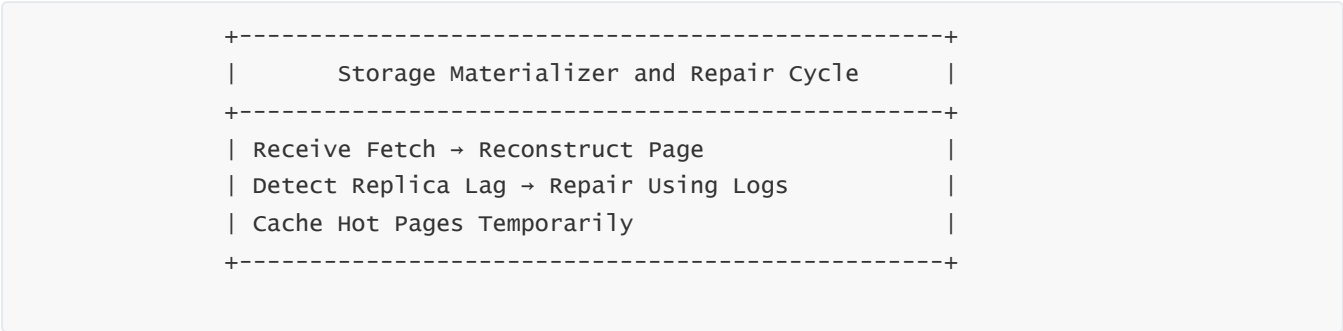 +--------------------------------------------------+
|       Storage Materializer and Repair Cycle      |
+--------------------------------------------------+
| Receive Fetch → Reconstruct Page                 |
| Detect Replica Lag → Repair Using Logs           |
| Cache Hot Pages Temporarily                      |
+--------------------------------------------------+